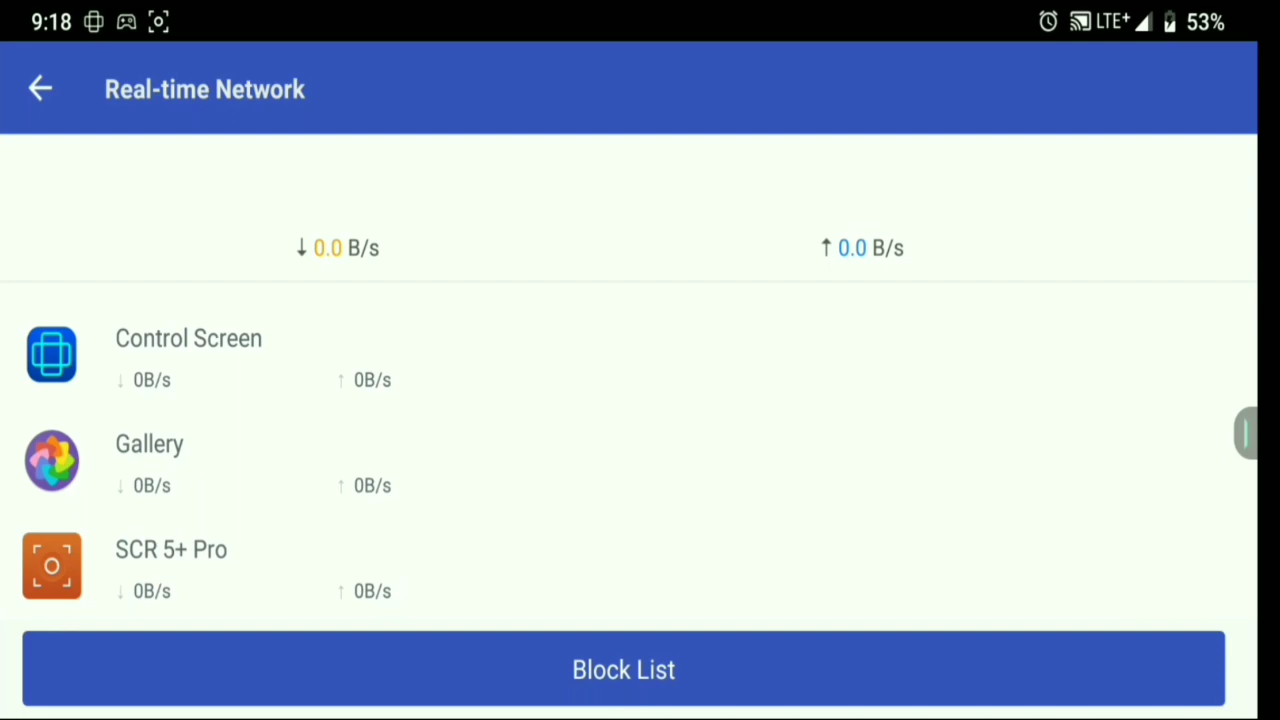 9:18 LTE+ 53%
Real-time Network
↓ 0.0 B/s ↑ 0.0 B/s
Control Screen
↓ 0B/s ↑ 0B/s
Gallery
↓ 0B/s ↑ 0B/s
SCR 5+ Pro
↓ 0B/s ↑ 0B/s
Block List